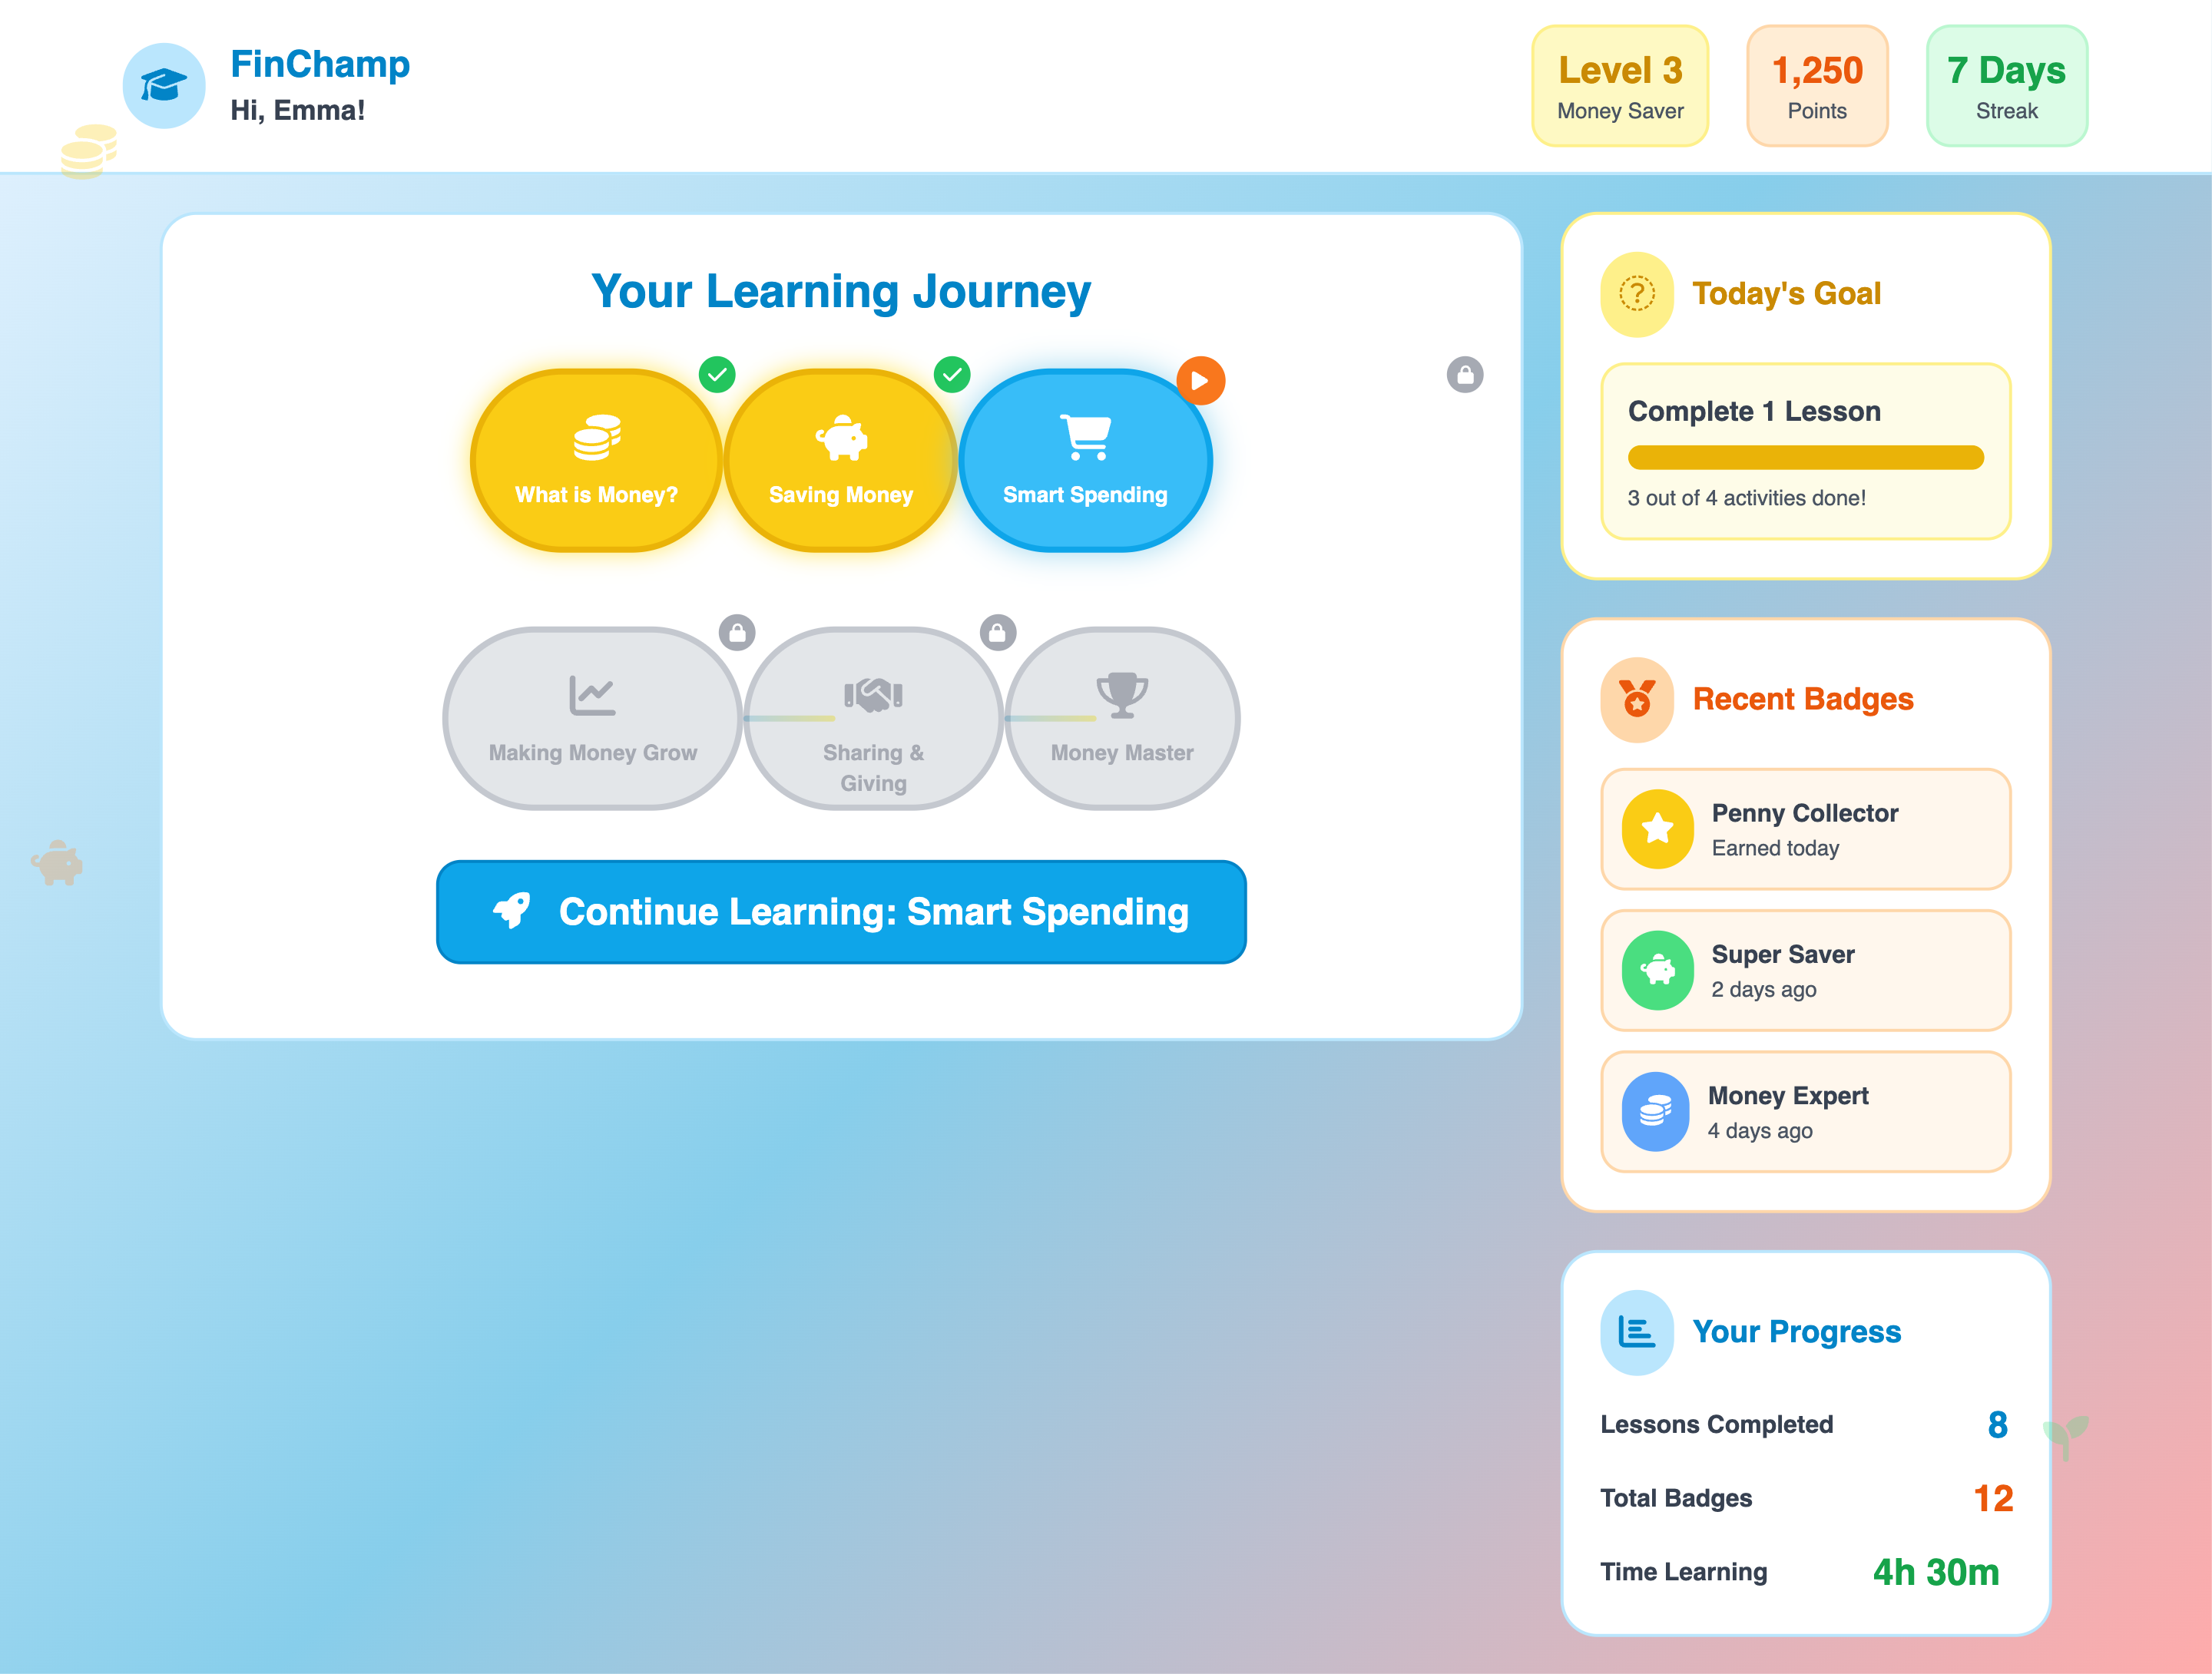 FinChamp
Hi, Emma!
Level 3
Money Saver
1,250
Points
7 Days
Streak
Your Learning Journey
What is Money?
Saving Money
Smart Spending
Making Money Grow
Sharing &
Giving
Money Master
Continue Learning: Smart Spending
Today's Goal
Complete 1 Lesson
3 out of 4 activities done!
Recent Badges
Penny Collector
Earned today
Super Saver
2 days ago
Money Expert
4 days ago
Your Progress
Lessons Completed
8
Total Badges
12
Time Learning
4h 30m